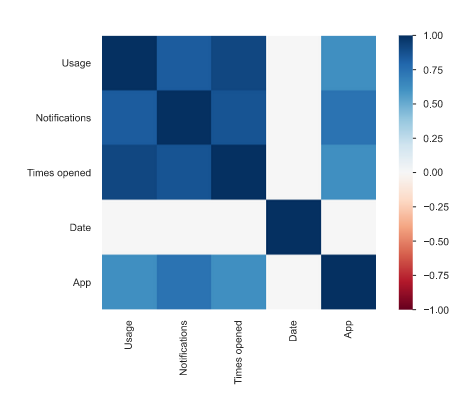 Usage
Notifications
Times opened
Date
App
Usage
Notifications
Times opened
Date
App
1.00
0.75
0.50
0.25
0.00
−0.25
−0.50
−0.75
−1.00